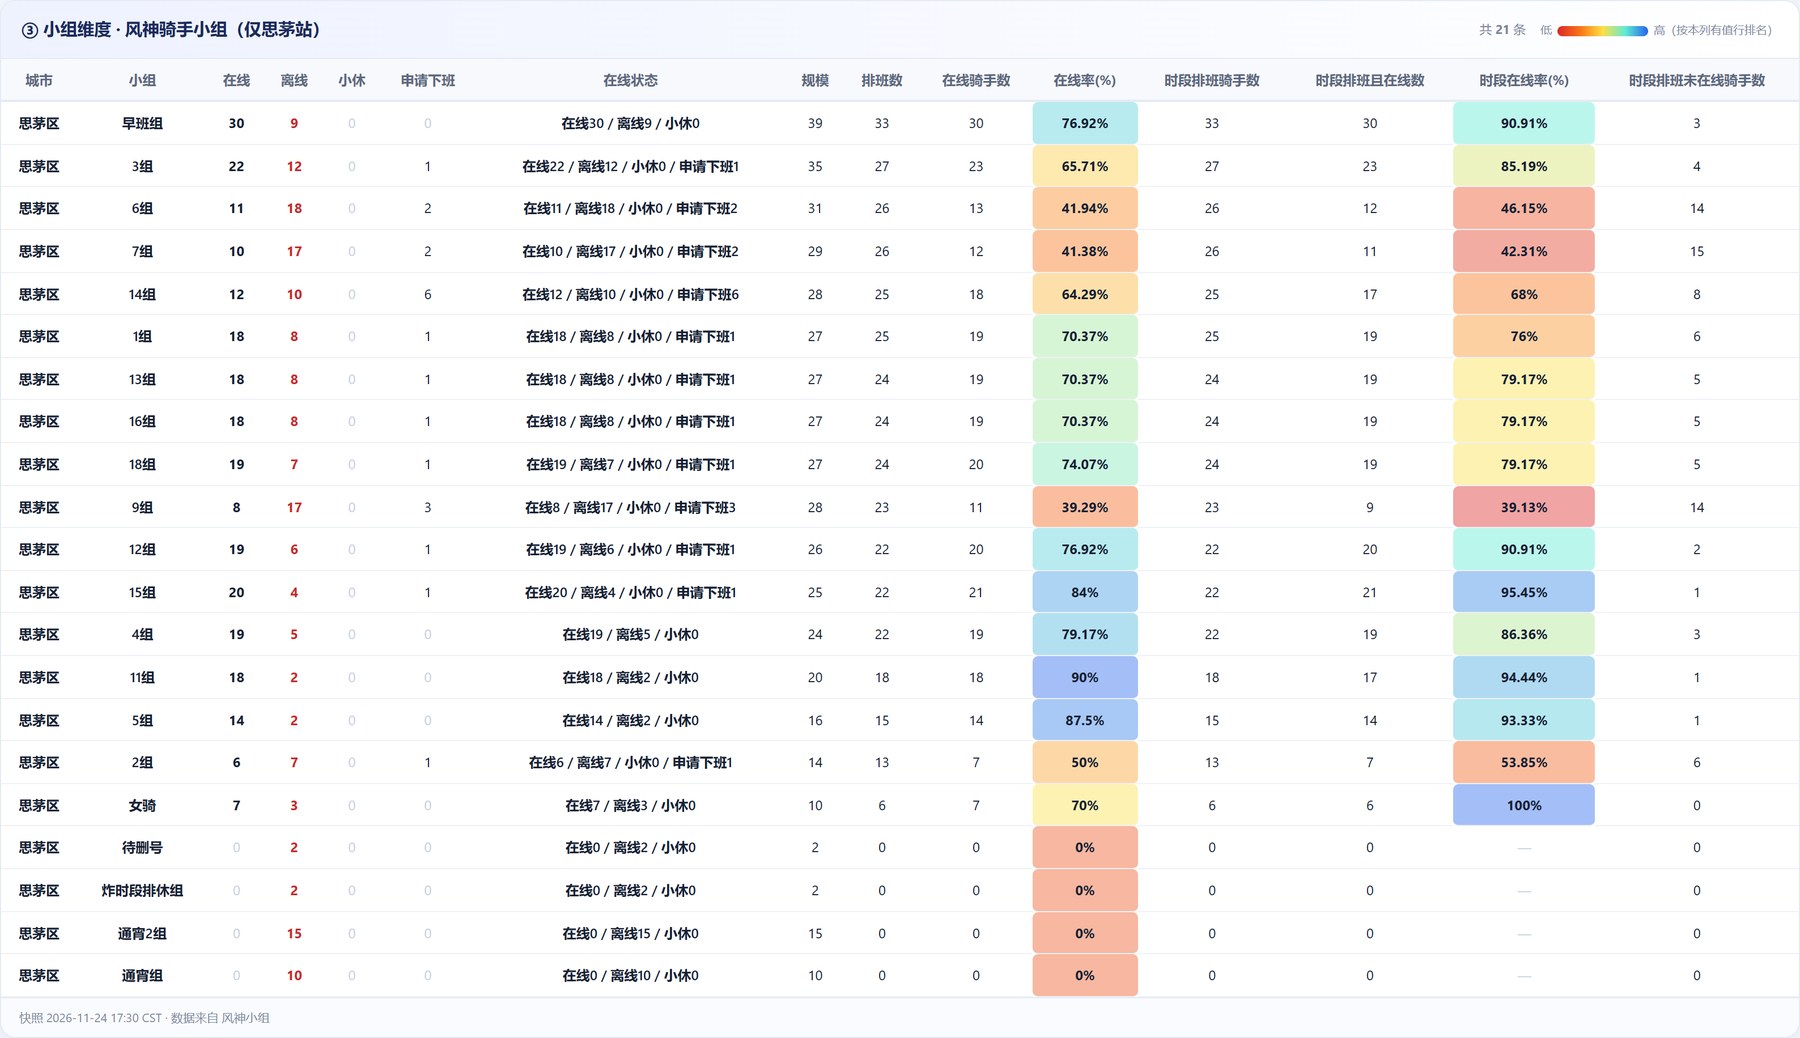 ③ 小组维度 · 风神骑手小组（仅思茅站）
共 21 条 低 高 (按本列有值行排名)
城市 小组 在线 离线 小休 申请下班 在线状态 规模 排班数 在线骑手数 在线率(%) 时段排班骑手数 时段排班且在线数 时段在线率(%) 时段排班未在线骑手数
思茅区 早班组 30 9 0 0 在线30 / 离线9 / 小休0 39 33 30 76.92% 33 30 90.91% 3
思茅区 3组 22 12 0 1 在线22 / 离线12 / 小休0 / 申请下班1 35 27 23 65.71% 27 23 85.19% 4
思茅区 6组 11 18 0 2 在线11 / 离线18 / 小休0 / 申请下班2 31 26 13 41.94% 26 12 46.15% 14
思茅区 7组 10 17 0 2 在线10 / 离线17 / 小休0 / 申请下班2 29 26 12 41.38% 26 11 42.31% 15
思茅区 14组 12 10 0 6 在线12 / 离线10 / 小休0 / 申请下班6 28 25 18 64.29% 25 17 68% 8
思茅区 1组 18 8 0 1 在线18 / 离线8 / 小休0 / 申请下班1 27 25 19 70.37% 25 19 76% 6
思茅区 13组 18 8 0 1 在线18 / 离线8 / 小休0 / 申请下班1 27 24 19 70.37% 24 19 79.17% 5
思茅区 16组 18 8 0 1 在线18 / 离线8 / 小休0 / 申请下班1 27 24 19 70.37% 24 19 79.17% 5
思茅区 18组 19 7 0 1 在线19 / 离线7 / 小休0 / 申请下班1 27 24 20 74.07% 24 19 79.17% 5
思茅区 9组 8 17 0 3 在线8 / 离线17 / 小休0 / 申请下班3 28 23 11 39.29% 23 9 39.13% 14
思茅区 12组 19 6 0 1 在线19 / 离线6 / 小休0 / 申请下班1 26 22 20 76.92% 22 20 90.91% 2
思茅区 15组 20 4 0 1 在线20 / 离线4 / 小休0 / 申请下班1 25 22 21 84% 22 21 95.45% 1
思茅区 4组 19 5 0 0 在线19 / 离线5 / 小休0 24 22 19 79.17% 22 19 86.36% 3
思茅区 11组 18 2 0 0 在线18 / 离线2 / 小休0 20 18 18 90% 18 17 94.44% 1
思茅区 5组 14 2 0 0 在线14 / 离线2 / 小休0 16 15 14 87.5% 15 14 93.33% 1
思茅区 2组 6 7 0 1 在线6 / 离线7 / 小休0 / 申请下班1 14 13 7 50% 13 7 53.85% 6
思茅区 女骑 7 3 0 0 在线7 / 离线3 / 小休0 10 6 7 70% 6 6 100% 0
思茅区 待删号 0 2 0 0 在线0 / 离线2 / 小休0 2 0 0 0% 0 0 — 0
思茅区 炸时段排休组 0 2 0 0 在线0 / 离线2 / 小休0 2 0 0 0% 0 0 — 0
思茅区 通宵2组 0 15 0 0 在线0 / 离线15 / 小休0 15 0 0 0% 0 0 — 0
思茅区 通宵组 0 10 0 0 在线0 / 离线10 / 小休0 10 0 0 0% 0 0 — 0
快照 2026-11-24 17:30 CST · 数据来自 风神小组